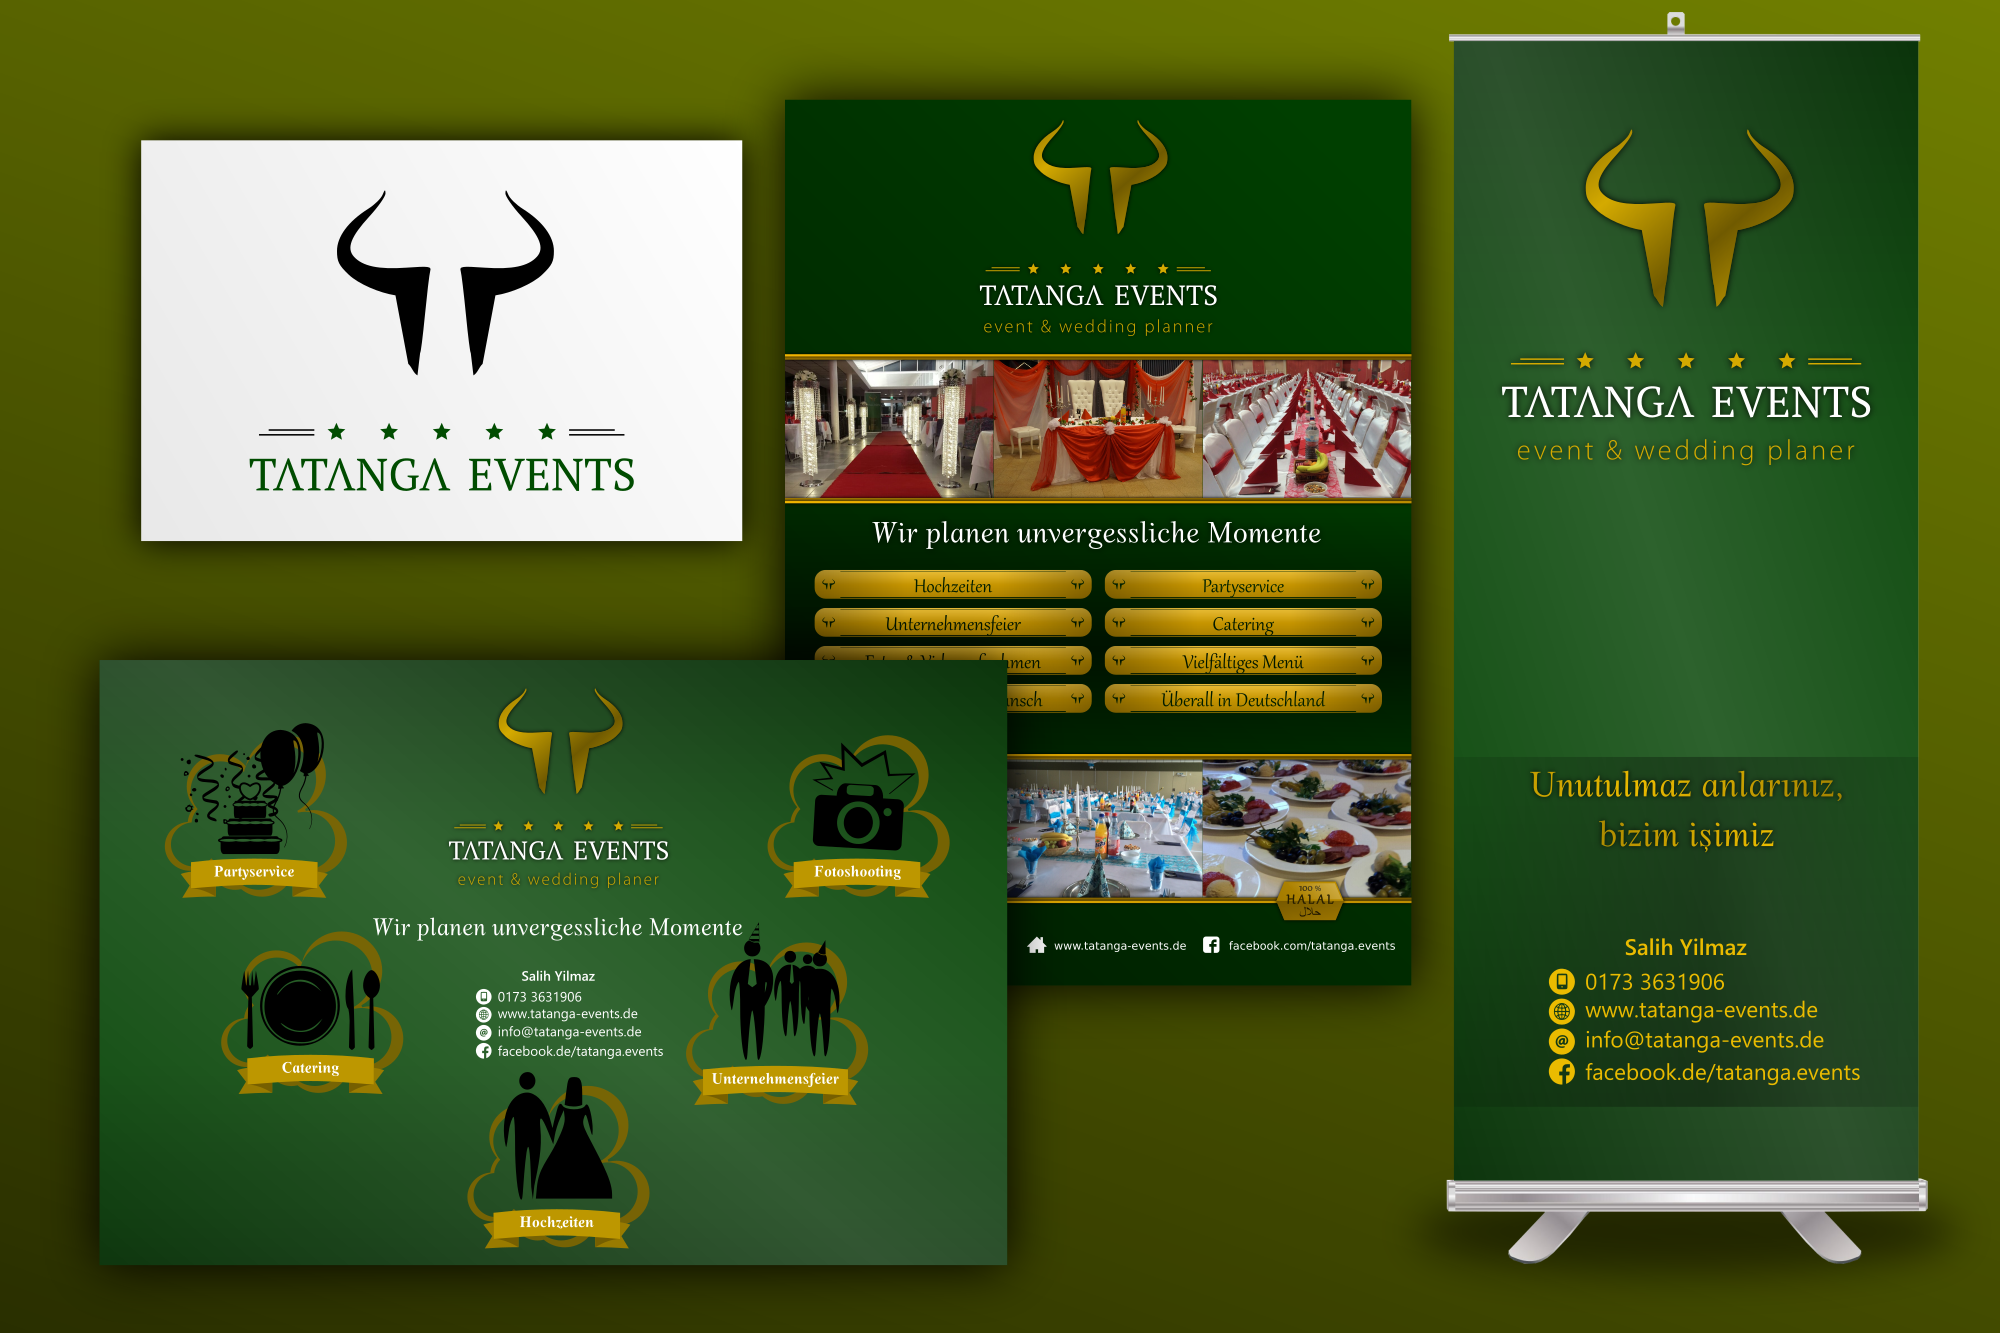 TATANGA EVENTS
TATANGA EVENTS
event & wedding planner
Wir planen unvergessliche Momente
Hochzeiten
Partyservice
Unternehmensfeier
Catering
Vielfältiges Menü
Überall in Deutschland
100 %
HALAL
حلال
www.tatanga-events.de
facebook.com/tatanga.events
TATANGA EVENTS
event & wedding planer
Wir planen unvergessliche Momente
Partyservice
Fotoshooting
Catering
Unternehmensfeier
Hochzeiten
Salih Yilmaz
0173 3631906
www.tatanga-events.de
info@tatanga-events.de
facebook.de/tatanga.events
TATANGA EVENTS
event & wedding planer
Unutulmaz anlarınız,
bizim işimiz
Salih Yilmaz
0173 3631906
www.tatanga-events.de
info@tatanga-events.de
facebook.de/tatanga.events